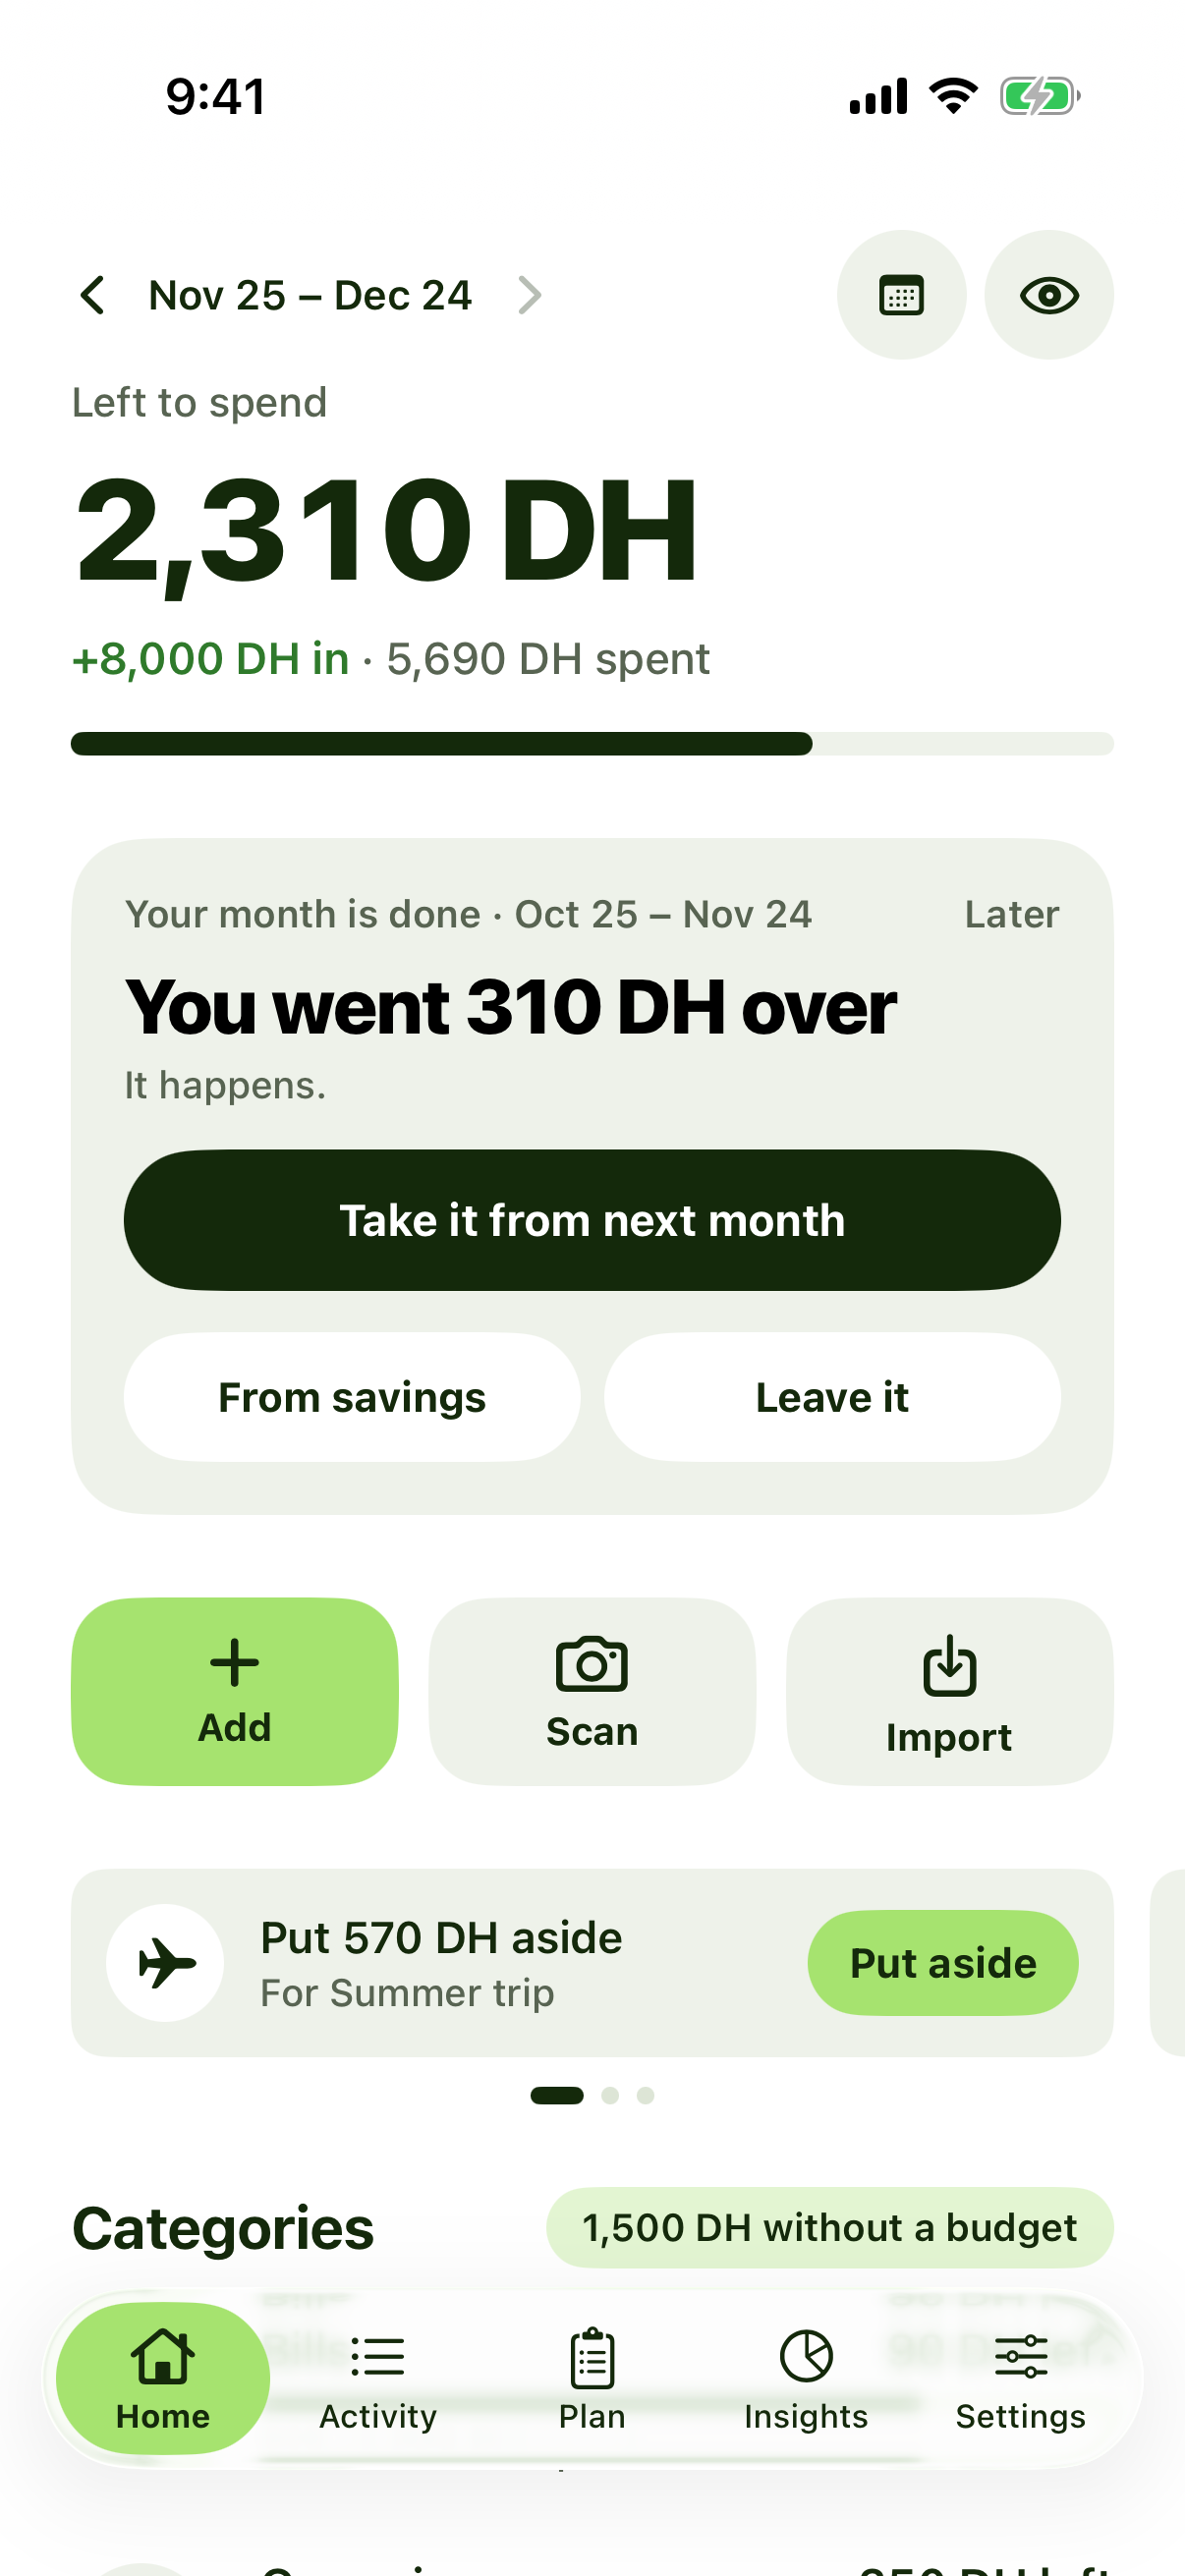 9:41
Nov 25 – Dec 24
Left to spend
2,310 DH
+8,000 DH in · 5,690 DH spent
Your month is done · Oct 25 – Nov 24
Later
You went 310 DH over
It happens.
Take it from next month
From savings
Leave it
Add
Scan
Import
Put 570 DH aside
For Summer trip
Put aside
Categories
1,500 DH without a budget
Bills
Home
Activity
Plan
Insights
Settings